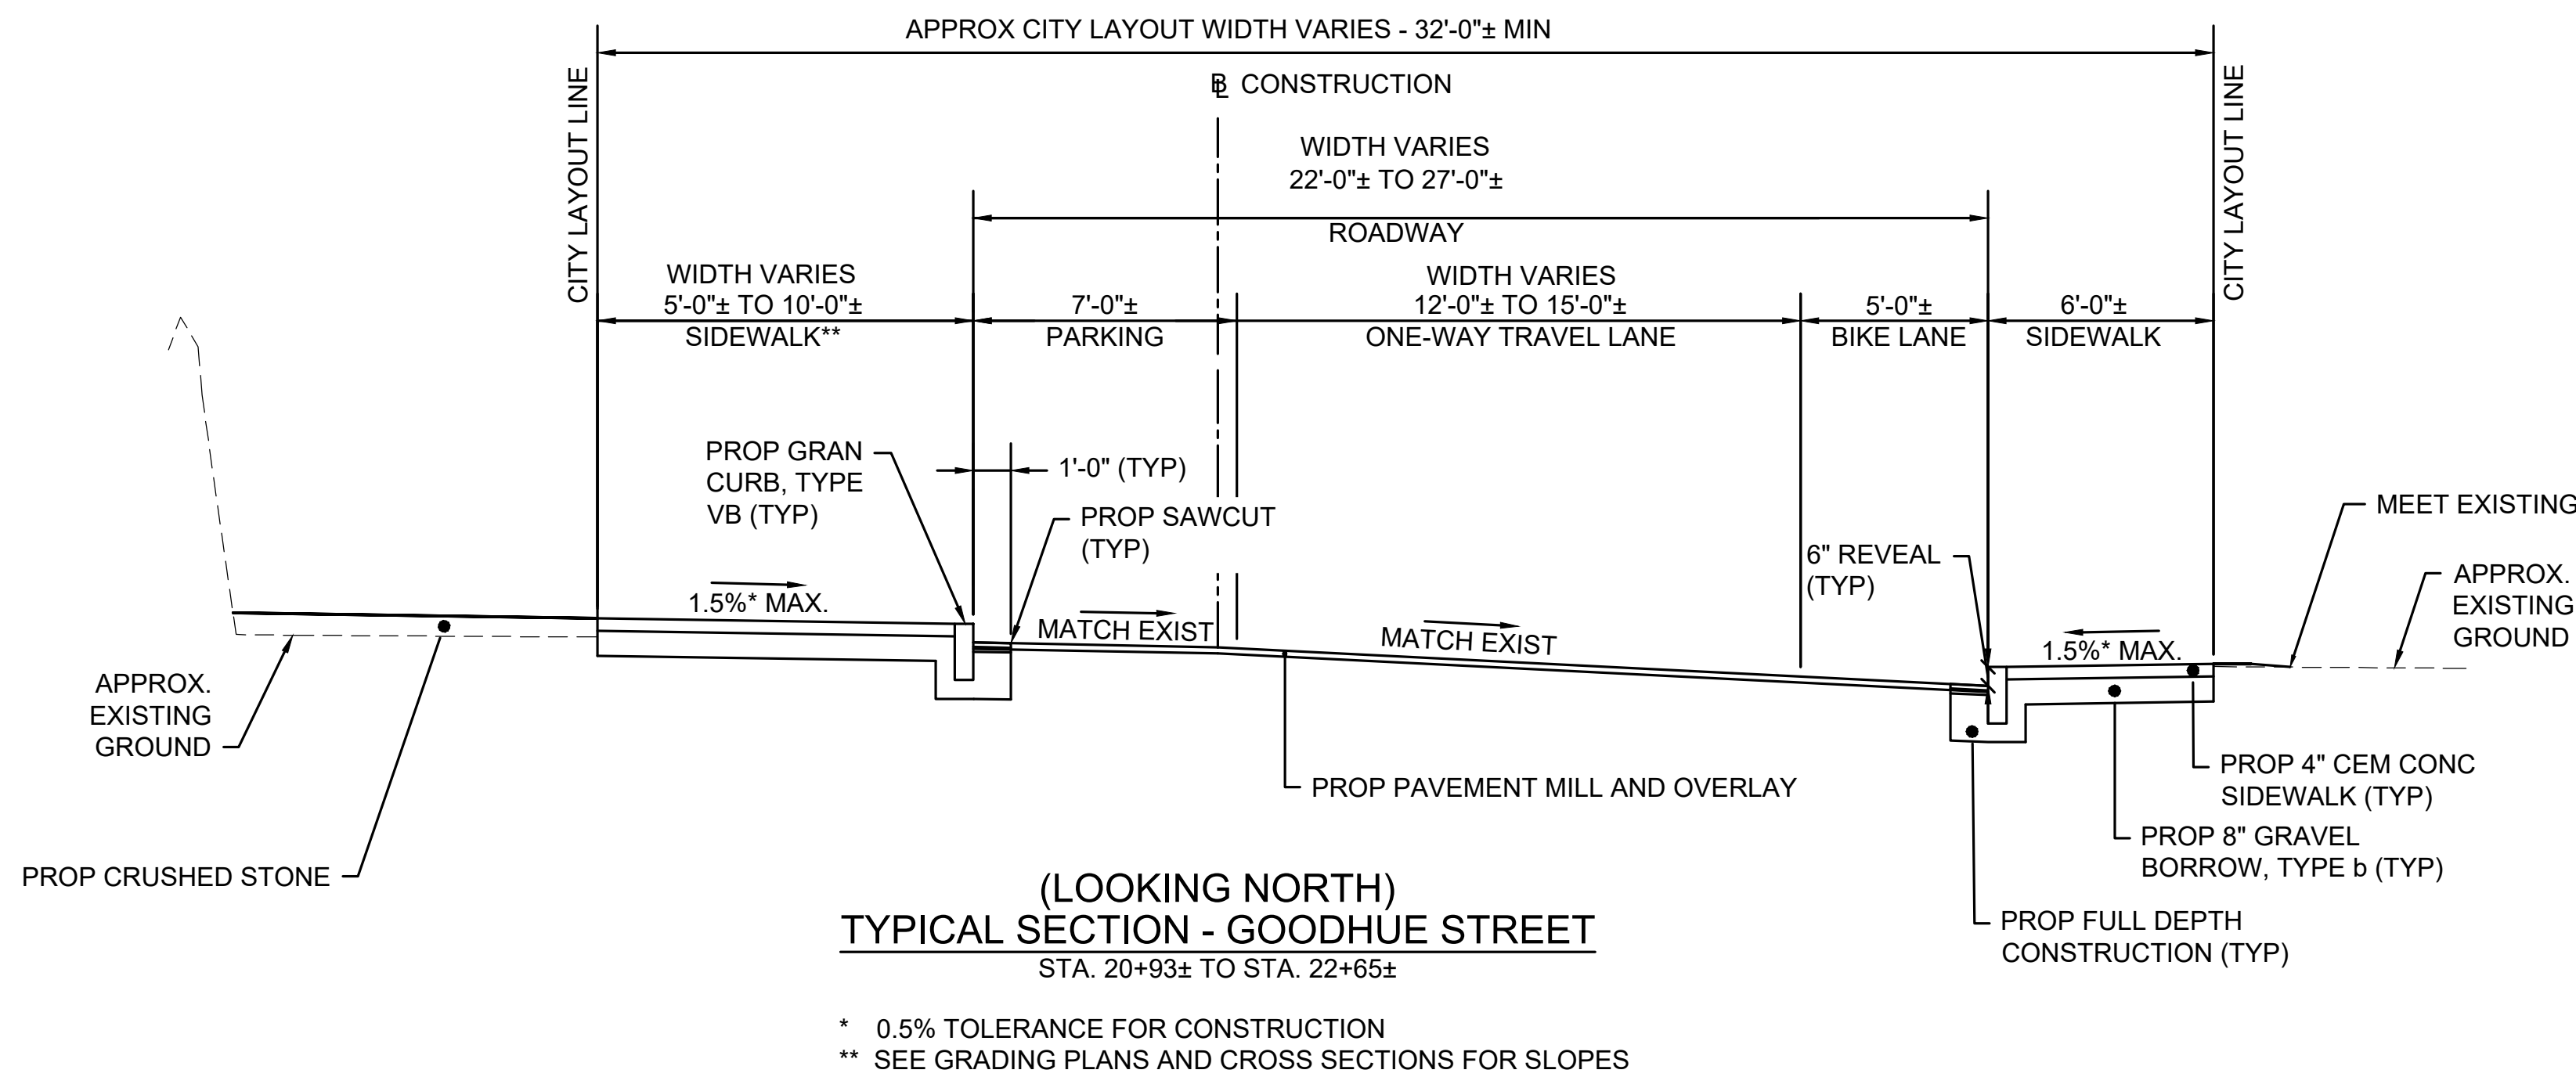 APPROX CITY LAYOUT WIDTH VARIES - 32'-0"± MIN
CITY LAYOUT LINE
CITY LAYOUT LINE
BL CONSTRUCTION
WIDTH VARIES
22'-0"± TO 27'-0"±
ROADWAY
WIDTH VARIES
5'-0"± TO 10'-0"±
SIDEWALK**
7'-0"±
PARKING
WIDTH VARIES
12'-0"± TO 15'-0"±
ONE-WAY TRAVEL LANE
5'-0"±
BIKE LANE
6'-0"±
SIDEWALK
PROP GRAN
CURB, TYPE
VB (TYP)
1'-0" (TYP)
PROP SAWCUT
(TYP)
6" REVEAL
(TYP)
MEET EXISTING
APPROX.
EXISTING
GROUND
1.5%* MAX.
MATCH EXIST
MATCH EXIST
1.5%* MAX.
APPROX.
EXISTING
GROUND
PROP CRUSHED STONE
PROP PAVEMENT MILL AND OVERLAY
PROP 4" CEM CONC
SIDEWALK (TYP)
PROP 8" GRAVEL
BORROW, TYPE b (TYP)
PROP FULL DEPTH
CONSTRUCTION (TYP)
(LOOKING NORTH)
TYPICAL SECTION - GOODHUE STREET
STA. 20+93± TO STA. 22+65±
* 0.5% TOLERANCE FOR CONSTRUCTION
** SEE GRADING PLANS AND CROSS SECTIONS FOR SLOPES